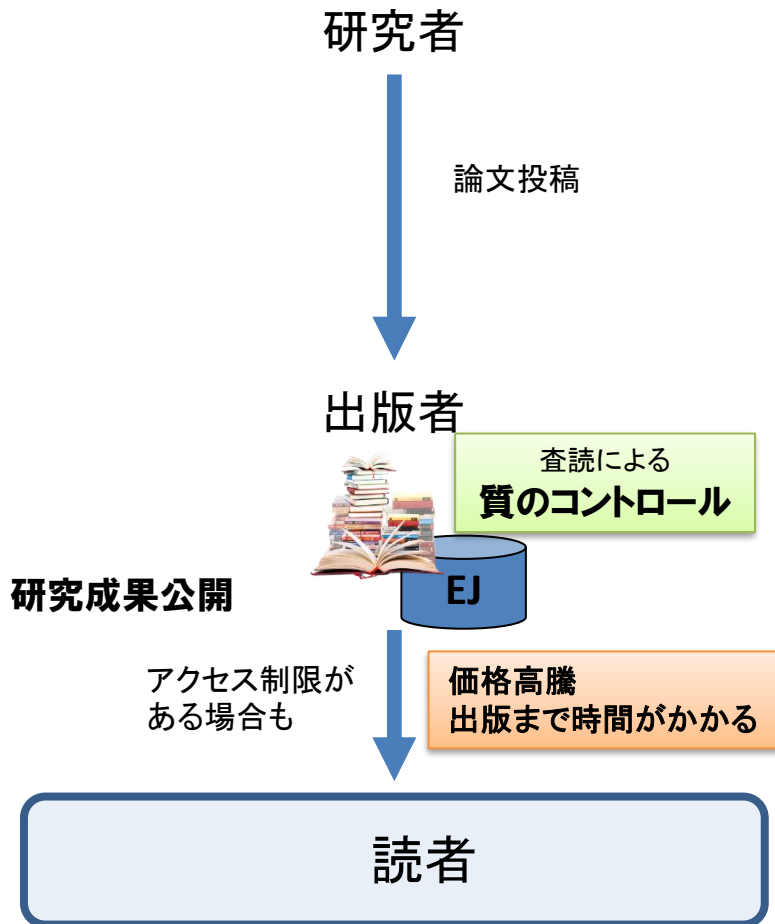 研究者
論文投稿
出版者
査読による
質のコントロール
EJ
研究成果公開
アクセス制限が
ある場合も
価格高騰
出版まで時間がかかる
読者